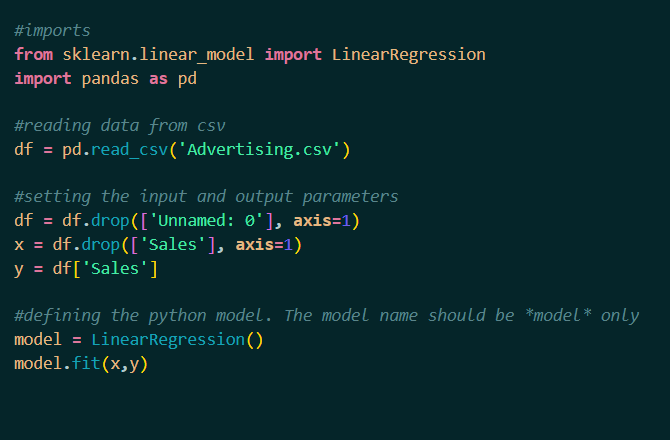 #imports
from sklearn.linear_model import LinearRegression
import pandas as pd
#reading data from csv
df = pd.read_csv('Advertising.csv')
#setting the input and output parameters
df = df.drop(['Unnamed: 0'], axis=1)
x = df.drop(['Sales'], axis=1)
y = df['Sales']
#defining the python model. The model name should be *model* only
model = LinearRegression()
model.fit(x,y)